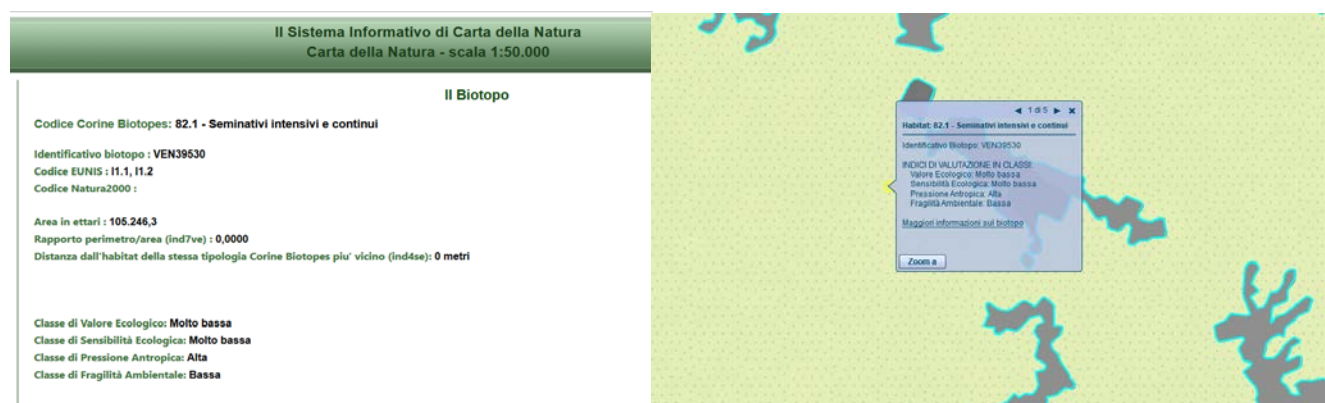 Il Sistema Informativo di Carta della Natura
Carta della Natura - scala 1:50.000
Il Biotopo
Codice Corine Biotopes: 82.1 - Seminativi intensivi e continui
Identificativo biotopo : VEN39530
Codice EUNIS : I1.1, I1.2
Codice Natura2000 :
Area in ettari : 105.246,3
Rapporto perimetro/area (ind7ve) : 0,0000
Distanza dall'habitat della stessa tipologia Corine Biotopes piu' vicino (ind4se): 0 metri
Classe di Valore Ecologico: Molto bassa
Classe di Sensibilità Ecologica: Molto bassa
Classe di Pressione Antropica: Alta
Classe di Fragilità Ambientale: Bassa
1 di 5
Habitat: 82.1 - Seminativi intensivi e continui
Identificativo Biotopo: VEN39530
INDICI DI VALUTAZIONE IN CLASSI:
Valore Ecologico: Molto bassa
Sensibilità Ecologica: Molto bassa
Pressione Antropica: Alta
Fragilità Ambientale: Bassa
Maggiori informazioni sul biotopo
Zoom a